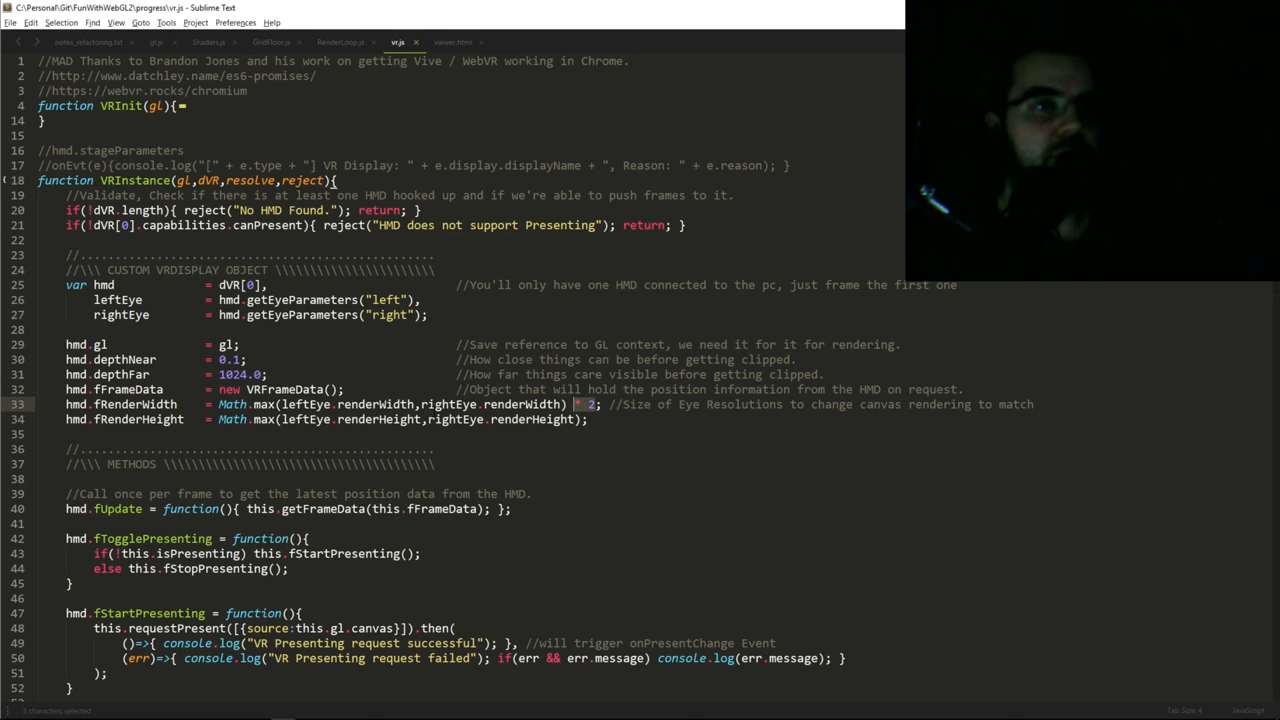 C:\Personal\Git\FunWithWebGL2\progress\vr.js - Sublime Text
File Edit Selection Find View Goto Tools Project Preferences Help
notes_refactoring.txt × gl.js × Shaders.js × GridFloor.js × RenderLoop.js × vr.js × viewer.html ×
1 //MAD Thanks to Brandon Jones and his work on getting Vive / WebVR working in Chrome.
2 //http://www.datchley.name/es6-promises/
3 //https://webvr.rocks/chromium
4 function VRInit(gl){
14 }
15
16 //hmd.stageParameters
17 //onEvt(e){console.log("[" + e.type + "] VR Display: " + e.display.displayName + ", Reason: " + e.reason); }
18 function VRInstance(gl,dVR,resolve,reject){
19 //Validate, Check if there is at least one HMD hooked up and if we're able to push frames to it.
20 if(!dVR.length){ reject("No HMD Found."); return; }
21 if(!dVR[0].capabilities.canPresent){ reject("HMD does not support Presenting"); return; }
22
23 //...............................................
24 //\\\ CUSTOM VRDISPLAY OBJECT \\\\\\\\\\\\\\\\\\\\\\\
25 var hmd = dVR[0], //You'll only have one HMD connected to the pc, just frame the first one
26 leftEye = hmd.getEyeParameters("left"),
27 rightEye = hmd.getEyeParameters("right");
28
29 hmd.gl = gl; //Save reference to GL context, we need it for it for rendering.
30 hmd.depthNear = 0.1; //How close things can be before getting clipped.
31 hmd.depthFar = 1024.0; //How far things care visible before getting clipped.
32 hmd.fFrameData = new VRFrameData(); //Object that will hold the position information from the HMD on request.
33 hmd.fRenderWidth = Math.max(leftEye.renderWidth,rightEye.renderWidth) * 2; //Size of Eye Resolutions to change canvas rendering to match
34 hmd.fRenderHeight = Math.max(leftEye.renderHeight,rightEye.renderHeight);
35
36 //...............................................
37 //\\\ METHODS \\\\\\\\\\\\\\\\\\\\\\\\\\\\\\\\\\\\\\\
38
39 //Call once per frame to get the latest position data from the HMD.
40 hmd.fUpdate = function(){ this.getFrameData(this.fFrameData); };
41
42 hmd.fTogglePresenting = function(){
43 if(!this.isPresenting) this.fStartPresenting();
44 else this.fStopPresenting();
45 }
46
47 hmd.fStartPresenting = function(){
48 this.requestPresent([{source:this.gl.canvas}]).then(
49 ()=>{ console.log("VR Presenting request successful"); }, //will trigger onPresentChange Event
50 (err)=>{ console.log("VR Presenting request failed"); if(err && err.message) console.log(err.message); }
51 );
52 }
3 characters selected Tab Size: 4 JavaScript